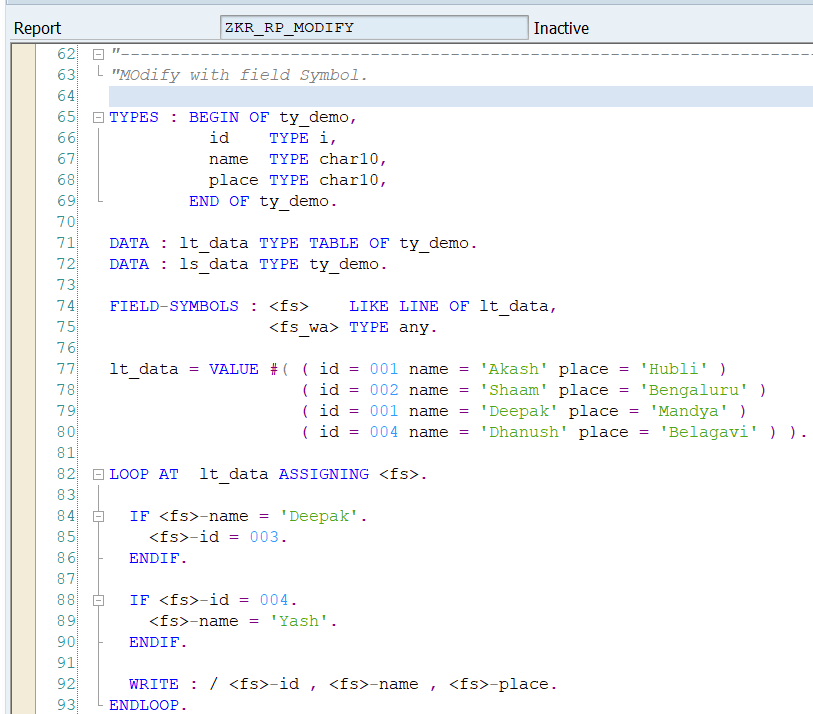 Report ZKR_RP_MODIFY Inactive
62 "-----------------------------------------------------------------------
63 "MOdify with field Symbol.
64
65 TYPES : BEGIN OF ty_demo,
66           id    TYPE i,
67           name  TYPE char10,
68           place TYPE char10,
69         END OF ty_demo.
70
71 DATA : lt_data TYPE TABLE OF ty_demo.
72 DATA : ls_data TYPE ty_demo.
73
74 FIELD-SYMBOLS : <fs>    LIKE LINE OF lt_data,
75                 <fs_wa> TYPE any.
76
77 lt_data = VALUE #( ( id = 001 name = 'Akash' place = 'Hubli' )
78                    ( id = 002 name = 'Shaam' place = 'Bengaluru' )
79                    ( id = 001 name = 'Deepak' place = 'Mandya' )
80                    ( id = 004 name = 'Dhanush' place = 'Belagavi' ) ).
81
82 LOOP AT  lt_data ASSIGNING <fs>.
83
84   IF <fs>-name = 'Deepak'.
85     <fs>-id = 003.
86   ENDIF.
87
88   IF <fs>-id = 004.
89     <fs>-name = 'Yash'.
90   ENDIF.
91
92   WRITE : / <fs>-id , <fs>-name , <fs>-place.
93 ENDLOOP.